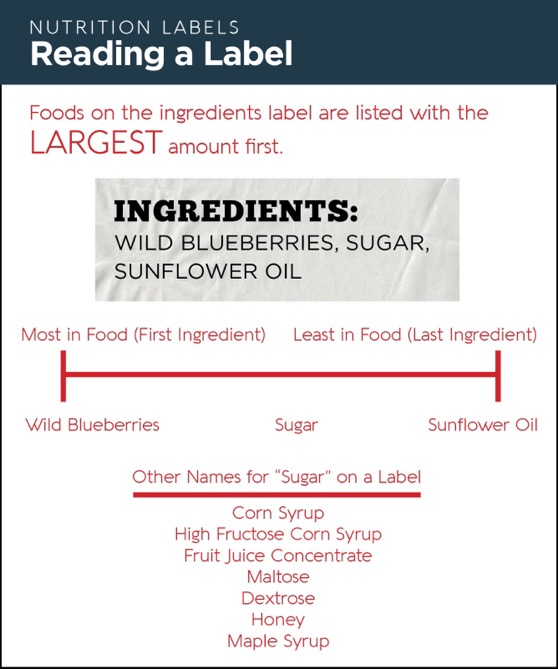 NUTRITION LABELS
Reading a Label
Foods on the ingredients label are listed with the
LARGEST amount first.
INGREDIENTS:
WILD BLUEBERRIES, SUGAR,
SUNFLOWER OIL
Most in Food (First Ingredient) Least in Food (Last Ingredient)
Wild Blueberries Sugar Sunflower Oil
Other Names for “Sugar” on a Label
Corn Syrup
High Fructose Corn Syrup
Fruit Juice Concentrate
Maltose
Dextrose
Honey
Maple Syrup